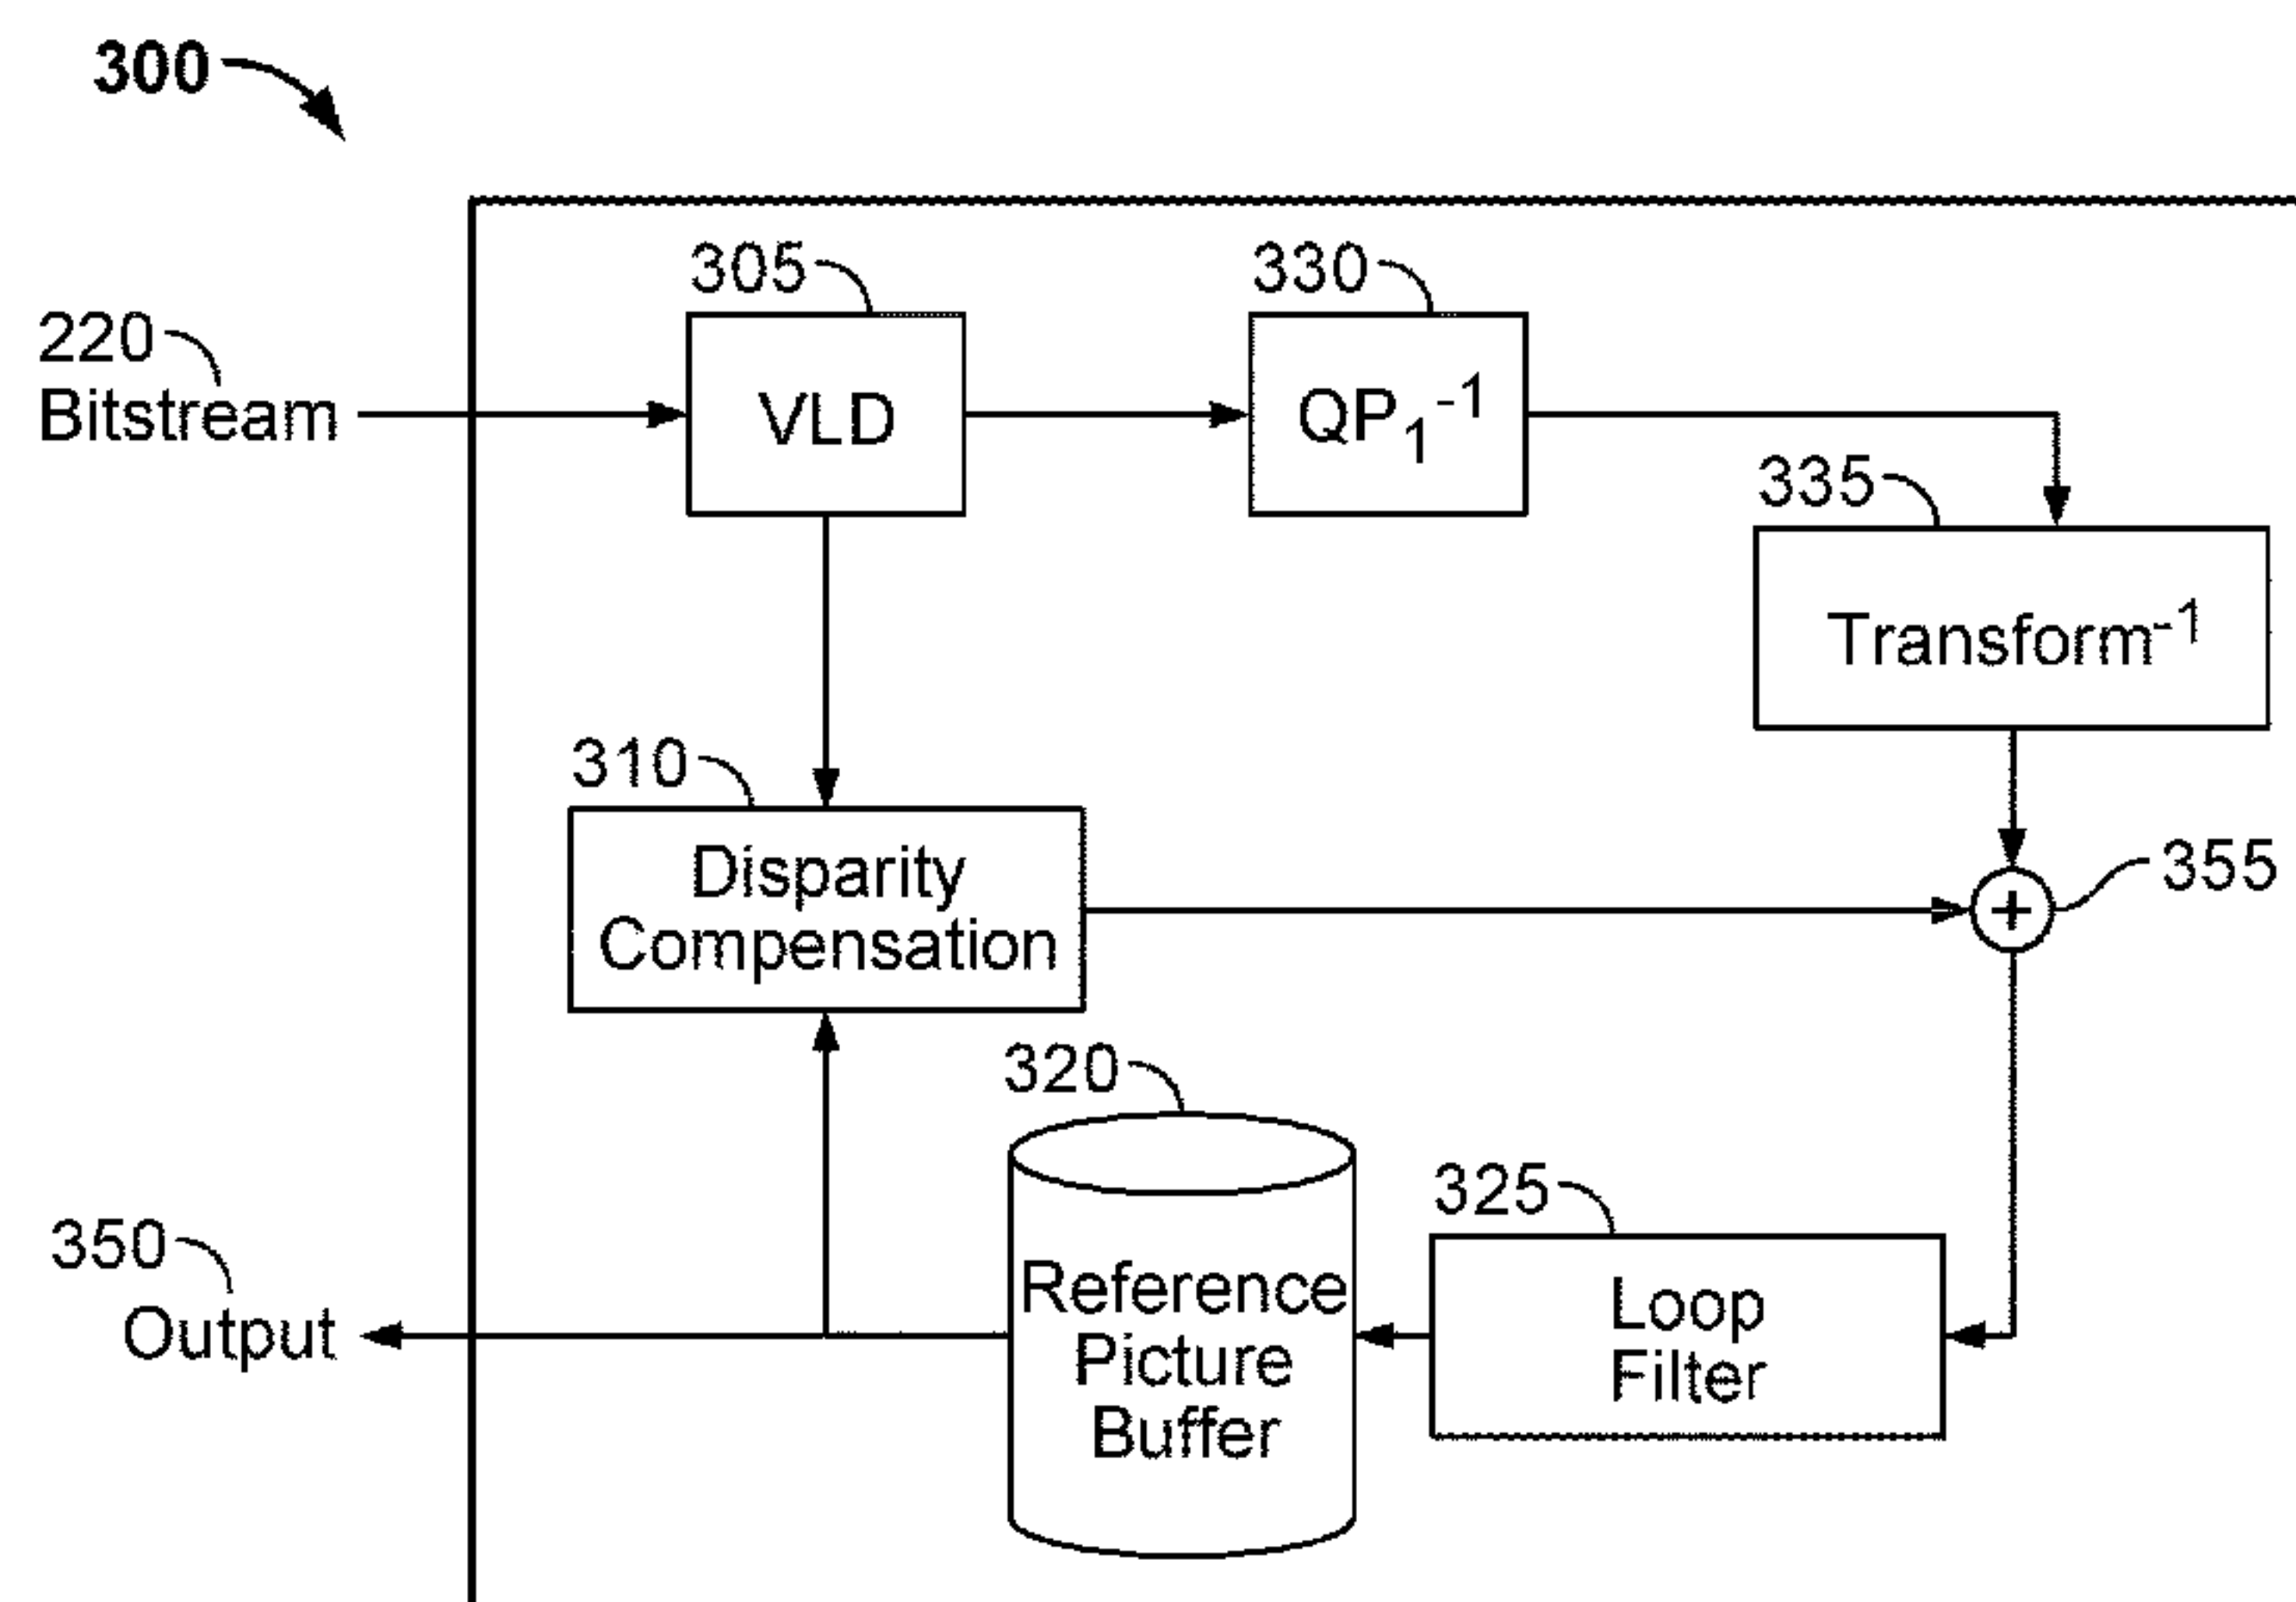 300
305
330
220
Bitstream
VLD
QP₁⁻¹
335
Transform⁻¹
310
Disparity
Compensation
+
355
320
325
350
Output
Reference
Picture
Buffer
Loop
Filter